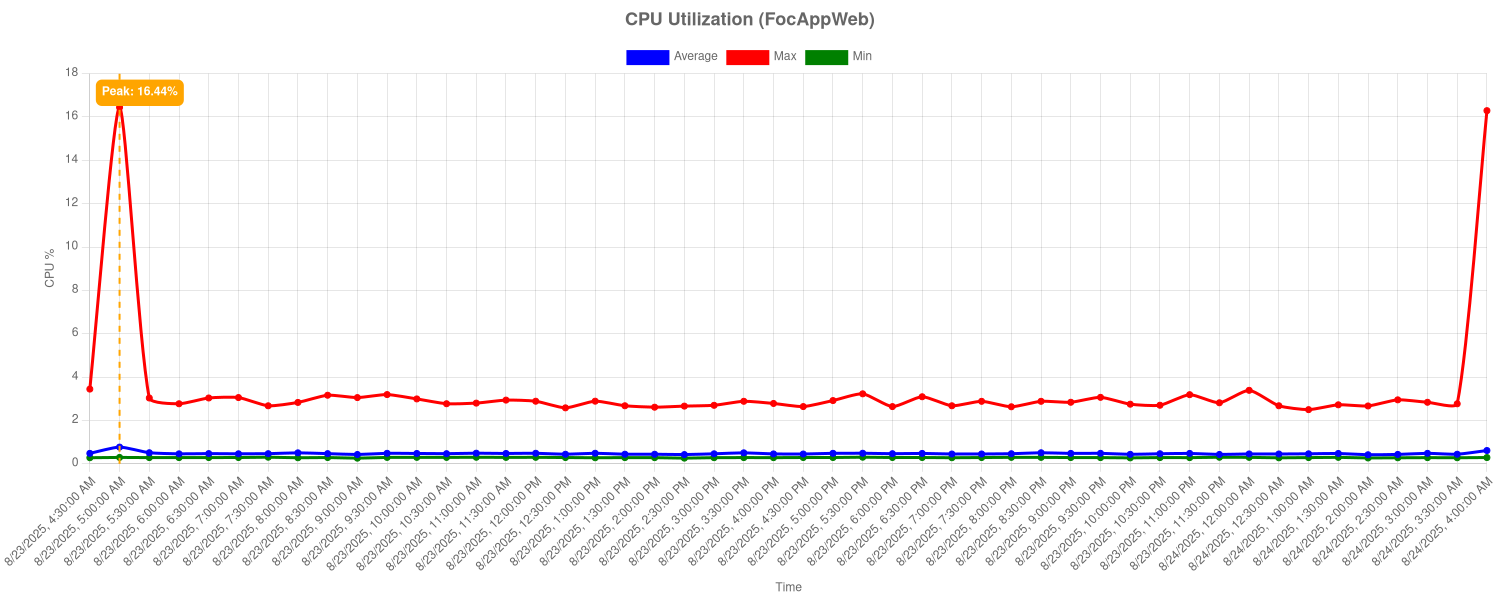 CPU Utilization (FocAppWeb)
Average Max Min
Peak: 16.44%
18
16
14
12
10
8
6
4
2
0
CPU %
8/23/2025, 4:30:00 AM
8/23/2025, 5:00:00 AM
8/23/2025, 5:30:00 AM
8/23/2025, 6:00:00 AM
8/23/2025, 6:30:00 AM
8/23/2025, 7:00:00 AM
8/23/2025, 7:30:00 AM
8/23/2025, 8:00:00 AM
8/23/2025, 8:30:00 AM
8/23/2025, 9:00:00 AM
8/23/2025, 9:30:00 AM
8/23/2025, 10:00:00 AM
8/23/2025, 10:30:00 AM
8/23/2025, 11:00:00 AM
8/23/2025, 11:30:00 AM
8/23/2025, 12:00:00 PM
8/23/2025, 12:30:00 PM
8/23/2025, 1:00:00 PM
8/23/2025, 1:30:00 PM
8/23/2025, 2:00:00 PM
8/23/2025, 2:30:00 PM
8/23/2025, 3:00:00 PM
8/23/2025, 3:30:00 PM
8/23/2025, 4:00:00 PM
8/23/2025, 4:30:00 PM
8/23/2025, 5:00:00 PM
8/23/2025, 5:30:00 PM
8/23/2025, 6:00:00 PM
8/23/2025, 6:30:00 PM
8/23/2025, 7:00:00 PM
8/23/2025, 7:30:00 PM
8/23/2025, 8:00:00 PM
8/23/2025, 8:30:00 PM
8/23/2025, 9:00:00 PM
8/23/2025, 9:30:00 PM
8/23/2025, 10:00:00 PM
8/23/2025, 10:30:00 PM
8/23/2025, 11:00:00 PM
8/23/2025, 11:30:00 PM
8/24/2025, 12:00:00 AM
8/24/2025, 12:30:00 AM
8/24/2025, 1:00:00 AM
8/24/2025, 1:30:00 AM
8/24/2025, 2:00:00 AM
8/24/2025, 2:30:00 AM
8/24/2025, 3:00:00 AM
8/24/2025, 3:30:00 AM
8/24/2025, 4:00:00 AM
Time